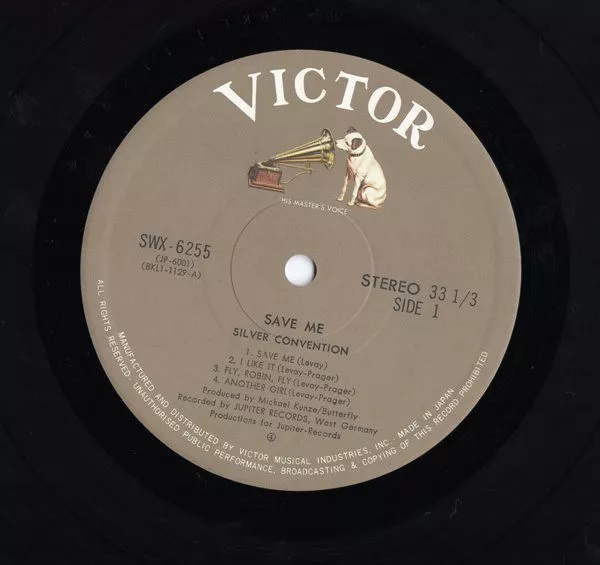 VICTOR
HIS MASTER'S VOICE
SWX-6255
(JP-6001)
(BKL1-1129-A)
STEREO 33 1/3
SIDE 1
SAVE ME
SILVER CONVENTION
1. SAVE ME (Levay)
2. I LIKE IT (Levay-Prager)
3. FLY, ROBIN, FLY (Levay-Prager)
4. ANOTHER GIRL (Levay-Prager)
Produced by Michael Kunze/Butterfly
Recorded by JUPITER RECORDS, West Germany
Productions for Jupiter-Records
④
MANUFACTURED AND DISTRIBUTED BY VICTOR MUSICAL INDUSTRIES, INC. MADE IN JAPAN
ALL RIGHTS RESERVED. UNAUTHORISED PUBLIC PERFORMANCE, BROADCASTING & COPYING OF THIS RECORD PROHIBITED